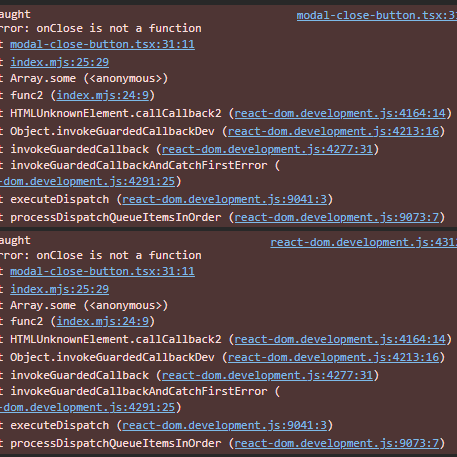 aught modal-close-button.tsx:31
rror: onClose is not a function
t modal-close-button.tsx:31:11
t index.mjs:25:29
t Array.some (<anonymous>)
t func2 (index.mjs:24:9)
t HTMLUnknownElement.callCallback2 (react-dom.development.js:4164:14)
t Object.invokeGuardedCallbackDev (react-dom.development.js:4213:16)
t invokeGuardedCallback (react-dom.development.js:4277:31)
t invokeGuardedCallbackAndCatchFirstError (
-dom.development.js:4291:25)
t executeDispatch (react-dom.development.js:9041:3)
t processDispatchQueueItemsInOrder (react-dom.development.js:9073:7)
aught react-dom.development.js:431
rror: onClose is not a function
t modal-close-button.tsx:31:11
t index.mjs:25:29
t Array.some (<anonymous>)
t func2 (index.mjs:24:9)
t HTMLUnknownElement.callCallback2 (react-dom.development.js:4164:14)
t Object.invokeGuardedCallbackDev (react-dom.development.js:4213:16)
t invokeGuardedCallback (react-dom.development.js:4277:31)
t invokeGuardedCallbackAndCatchFirstError (
-dom.development.js:4291:25)
t executeDispatch (react-dom.development.js:9041:3)
t processDispatchQueueItemsInOrder (react-dom.development.js:9073:7)